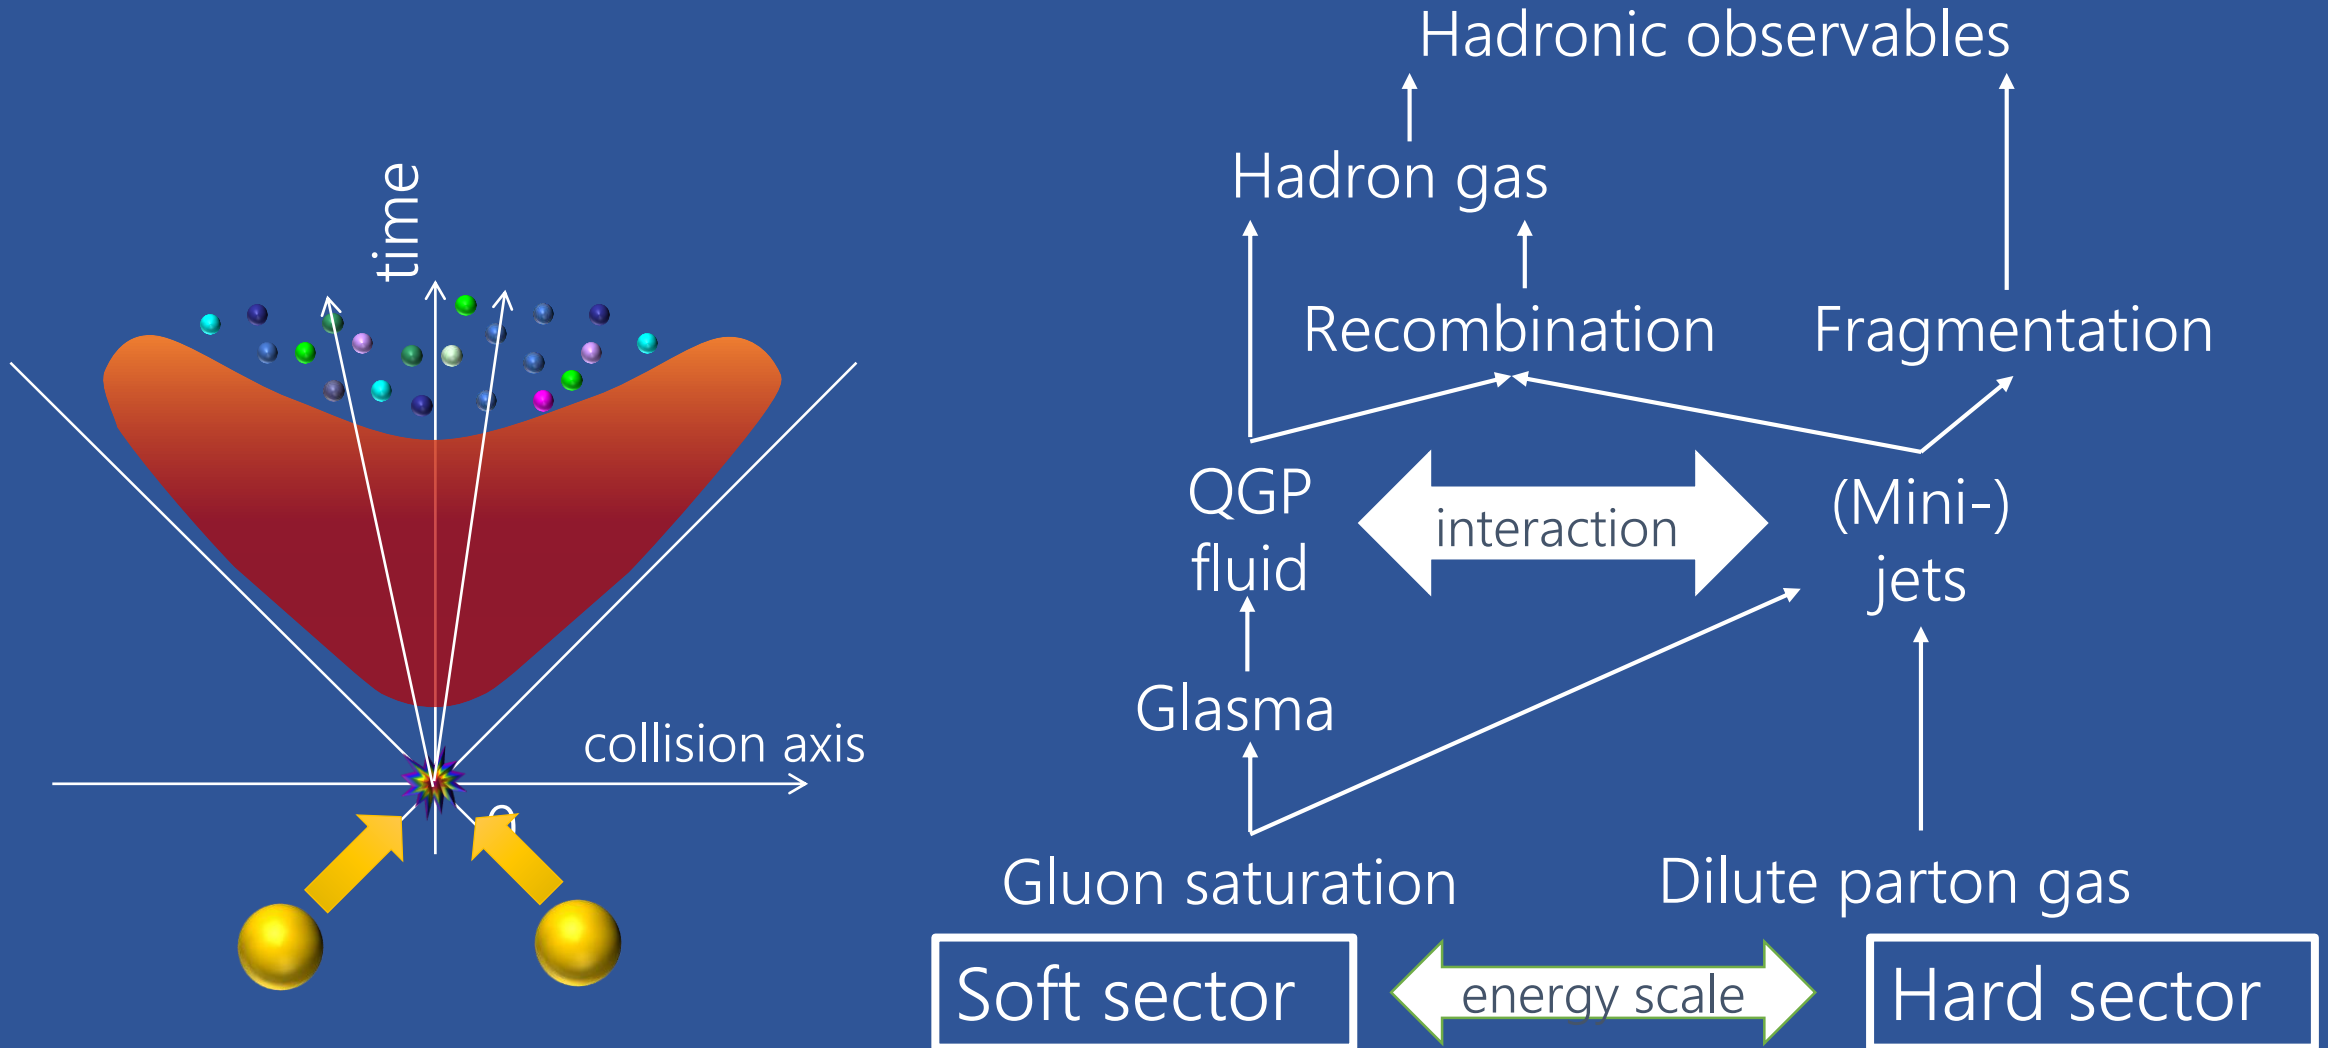 time
collision axis
0
Hadronic observables
Hadron gas
Recombination
Fragmentation
QGP
fluid
interaction
(Mini-)
jets
Glasma
Gluon saturation
Dilute parton gas
Soft sector
energy scale
Hard sector